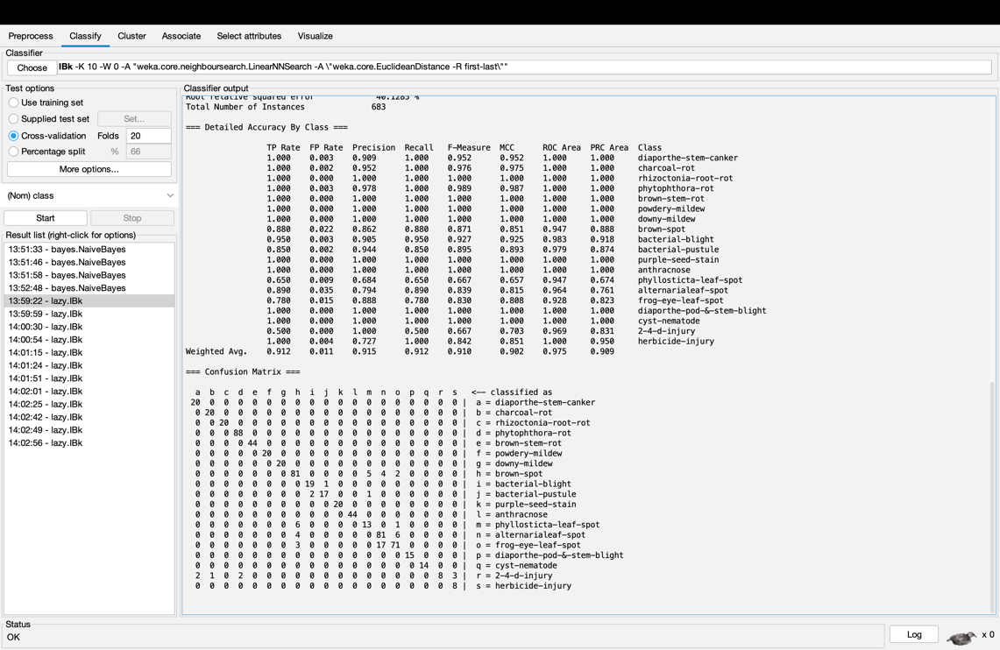 Preprocess Classify Cluster Associate Select attributes Visualize
Classifier
Choose IBk -K 10 -W 0 -A "weka.core.neighboursearch.LinearNNSearch -A \"weka.core.EuclideanDistance -R first-last\""
Test options
Use training set
Supplied test set Set...
Cross-validation Folds 20
Percentage split % 66
More options...
(Nom) class
Start Stop
Result list (right-click for options)
13:51:33 - bayes.NaiveBayes
13:51:46 - bayes.NaiveBayes
13:51:58 - bayes.NaiveBayes
13:52:48 - bayes.NaiveBayes
13:59:22 - lazy.IBk
13:59:59 - lazy.IBk
14:00:30 - lazy.IBk
14:00:54 - lazy.IBk
14:01:15 - lazy.IBk
14:01:24 - lazy.IBk
14:01:51 - lazy.IBk
14:02:01 - lazy.IBk
14:02:25 - lazy.IBk
14:02:42 - lazy.IBk
14:02:49 - lazy.IBk
14:02:56 - lazy.IBk
Classifier output
Root relative squared error 40.1285 %
Total Number of Instances 683
=== Detailed Accuracy By Class ===
TP Rate FP Rate Precision Recall F-Measure MCC ROC Area PRC Area Class
1.000 0.003 0.909 1.000 0.952 0.952 1.000 1.000 diaporthe-stem-canker
1.000 0.002 0.952 1.000 0.976 0.975 1.000 1.000 charcoal-rot
1.000 0.000 1.000 1.000 1.000 1.000 1.000 1.000 rhizoctonia-root-rot
1.000 0.003 0.978 1.000 0.989 0.987 1.000 1.000 phytophthora-rot
1.000 0.000 1.000 1.000 1.000 1.000 1.000 1.000 brown-stem-rot
1.000 0.000 1.000 1.000 1.000 1.000 1.000 1.000 powdery-mildew
1.000 0.000 1.000 1.000 1.000 1.000 1.000 1.000 downy-mildew
0.880 0.022 0.862 0.880 0.871 0.851 0.947 0.888 brown-spot
0.950 0.003 0.905 0.950 0.927 0.925 0.983 0.918 bacterial-blight
0.850 0.002 0.944 0.850 0.895 0.893 0.979 0.874 bacterial-pustule
1.000 0.000 1.000 1.000 1.000 1.000 1.000 1.000 purple-seed-stain
1.000 0.000 1.000 1.000 1.000 1.000 1.000 1.000 anthracnose
0.650 0.009 0.684 0.650 0.667 0.657 0.947 0.674 phyllosticta-leaf-spot
0.890 0.035 0.794 0.890 0.839 0.815 0.964 0.761 alternarialeaf-spot
0.780 0.015 0.888 0.780 0.830 0.808 0.928 0.823 frog-eye-leaf-spot
1.000 0.000 1.000 1.000 1.000 1.000 1.000 1.000 diaporthe-pod-&-stem-blight
1.000 0.000 1.000 1.000 1.000 1.000 1.000 1.000 cyst-nematode
0.500 0.000 1.000 0.500 0.667 0.703 0.969 0.831 2-4-d-injury
1.000 0.004 0.727 1.000 0.842 0.851 1.000 0.950 herbicide-injury
Weighted Avg. 0.912 0.011 0.915 0.912 0.910 0.902 0.975 0.909
=== Confusion Matrix ===
a b c d e f g h i j k l m n o p q r s <-- classified as
20 0 0 0 0 0 0 0 0 0 0 0 0 0 0 0 0 0 0 | a = diaporthe-stem-canker
0 20 0 0 0 0 0 0 0 0 0 0 0 0 0 0 0 0 0 | b = charcoal-rot
0 0 20 0 0 0 0 0 0 0 0 0 0 0 0 0 0 0 0 | c = rhizoctonia-root-rot
0 0 0 88 0 0 0 0 0 0 0 0 0 0 0 0 0 0 0 | d = phytophthora-rot
0 0 0 0 44 0 0 0 0 0 0 0 0 0 0 0 0 0 0 | e = brown-stem-rot
0 0 0 0 0 20 0 0 0 0 0 0 0 0 0 0 0 0 0 | f = powdery-mildew
0 0 0 0 0 0 20 0 0 0 0 0 0 0 0 0 0 0 0 | g = downy-mildew
0 0 0 0 0 0 0 81 0 0 0 0 5 4 2 0 0 0 0 | h = brown-spot
0 0 0 0 0 0 0 0 19 1 0 0 0 0 0 0 0 0 0 | i = bacterial-blight
0 0 0 0 0 0 0 0 2 17 0 0 1 0 0 0 0 0 0 | j = bacterial-pustule
0 0 0 0 0 0 0 0 0 0 20 0 0 0 0 0 0 0 0 | k = purple-seed-stain
0 0 0 0 0 0 0 0 0 0 0 44 0 0 0 0 0 0 0 | l = anthracnose
0 0 0 0 0 0 0 6 0 0 0 0 13 0 1 0 0 0 0 | m = phyllosticta-leaf-spot
0 0 0 0 0 0 0 4 0 0 0 0 0 81 6 0 0 0 0 | n = alternarialeaf-spot
0 0 0 0 0 0 0 3 0 0 0 0 0 17 71 0 0 0 0 | o = frog-eye-leaf-spot
0 0 0 0 0 0 0 0 0 0 0 0 0 0 0 15 0 0 0 | p = diaporthe-pod-&-stem-blight
0 0 0 0 0 0 0 0 0 0 0 0 0 0 0 0 14 0 0 | q = cyst-nematode
2 1 0 2 0 0 0 0 0 0 0 0 0 0 0 0 0 8 3 | r = 2-4-d-injury
0 0 0 0 0 0 0 0 0 0 0 0 0 0 0 0 0 0 8 | s = herbicide-injury
Status
OK
Log
x 0